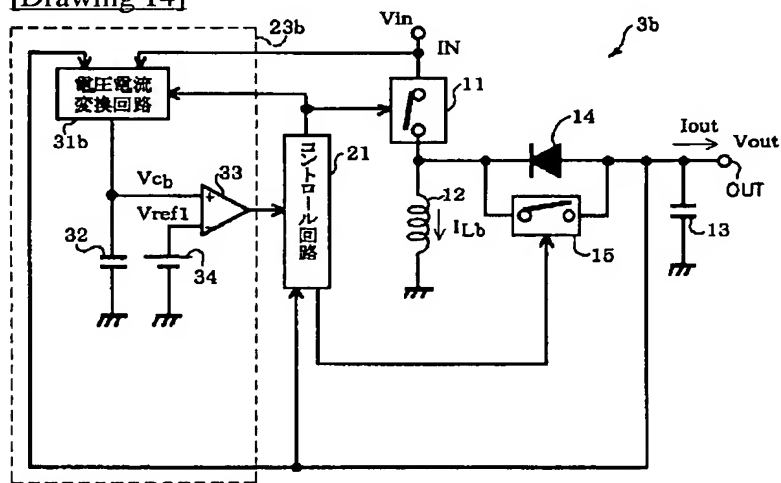 [Drawing 14]
23b
Vin
IN
3b
電圧電流
変換回路
31b
11
21
コントロール回路
14
Iout
Vout
OUT
Vcb
33
Vref1
+
-
32
34
12
ILb
15
13